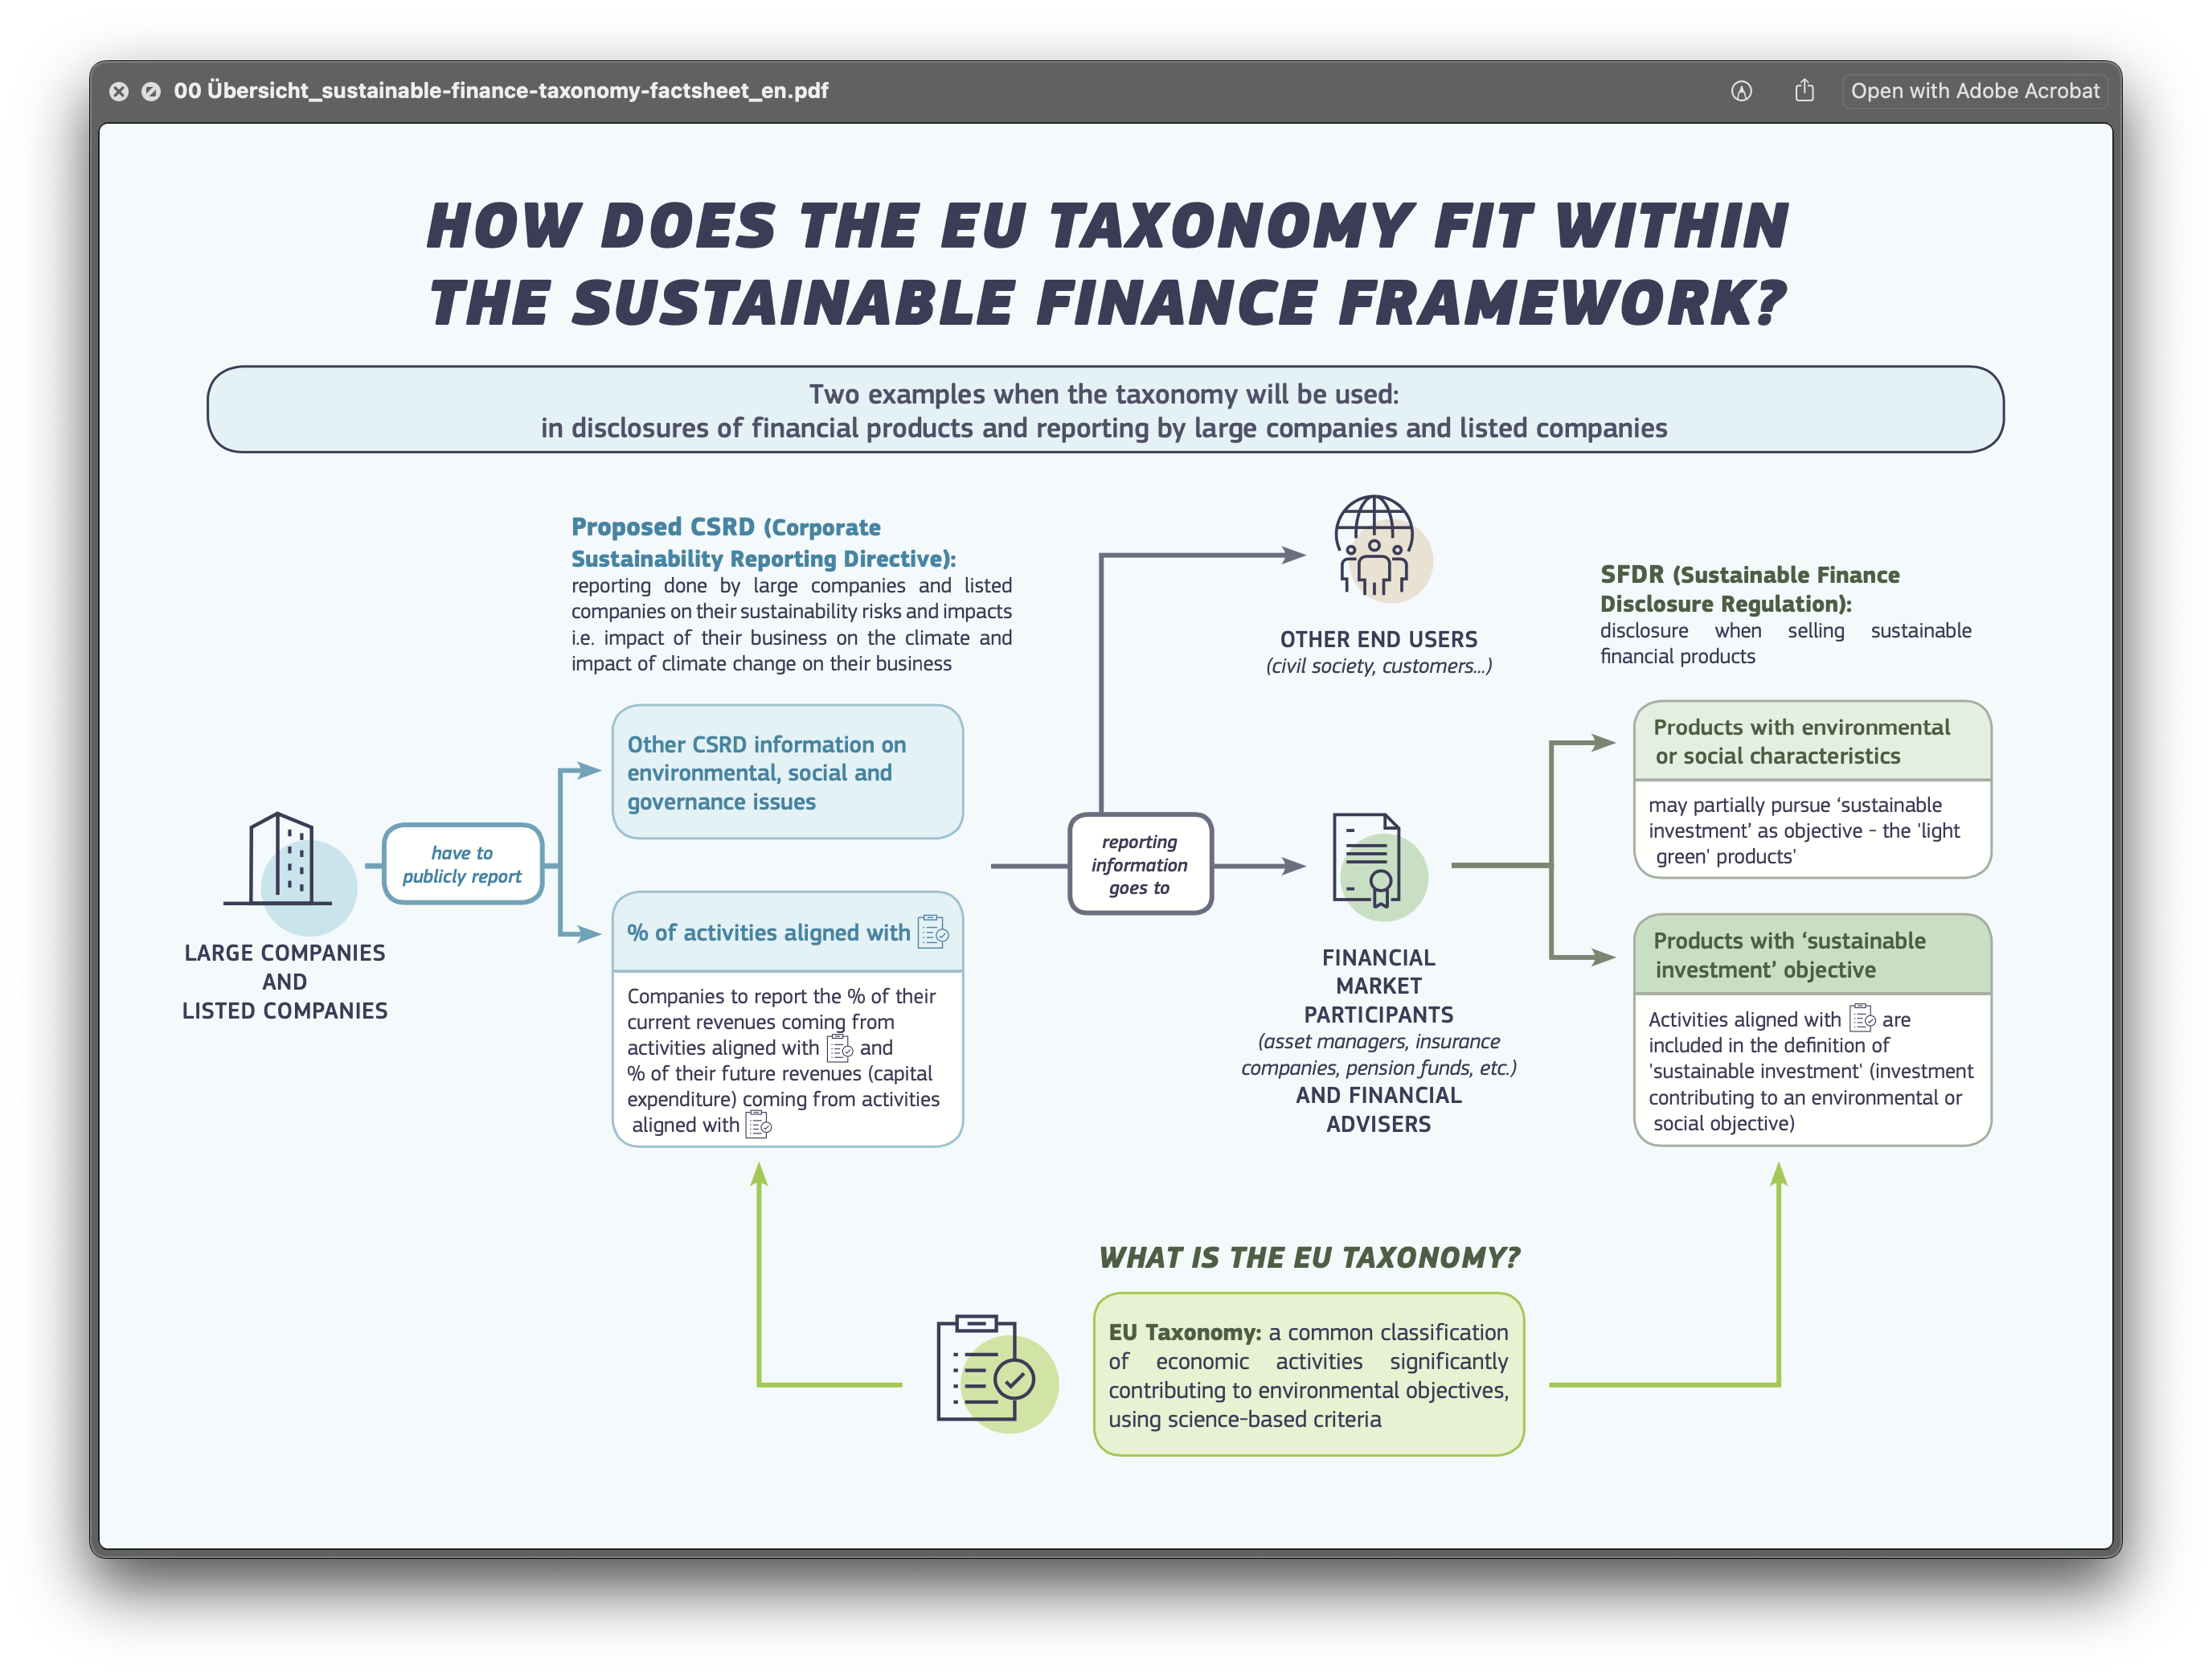 00 Übersicht_sustainable-finance-taxonomy-factsheet_en.pdf
Open with Adobe Acrobat
HOW DOES THE EU TAXONOMY FIT WITHIN
THE SUSTAINABLE FINANCE FRAMEWORK?
Two examples when the taxonomy will be used:
in disclosures of financial products and reporting by large companies and listed companies
LARGE COMPANIES
AND
LISTED COMPANIES
have to
publicly report
Proposed CSRD (Corporate
Sustainability Reporting Directive):
reporting done by large companies and listed
companies on their sustainability risks and impacts
i.e. impact of their business on the climate and
impact of climate change on their business
Other CSRD information on
environmental, social and
governance issues
% of activities aligned with
Companies to report the % of their
current revenues coming from
activities aligned with and
% of their future revenues (capital
expenditure) coming from activities
aligned with
reporting
information
goes to
OTHER END USERS
(civil society, customers...)
FINANCIAL
MARKET
PARTICIPANTS
(asset managers, insurance
companies, pension funds, etc.)
AND FINANCIAL
ADVISERS
SFDR (Sustainable Finance
Disclosure Regulation):
disclosure when selling sustainable
financial products
Products with environmental
or social characteristics
may partially pursue ‘sustainable
investment’ as objective - the 'light
green' products'
Products with ‘sustainable
investment’ objective
Activities aligned with are
included in the definition of
'sustainable investment' (investment
contributing to an environmental or
social objective)
WHAT IS THE EU TAXONOMY?
EU Taxonomy: a common classification
of economic activities significantly
contributing to environmental objectives,
using science-based criteria